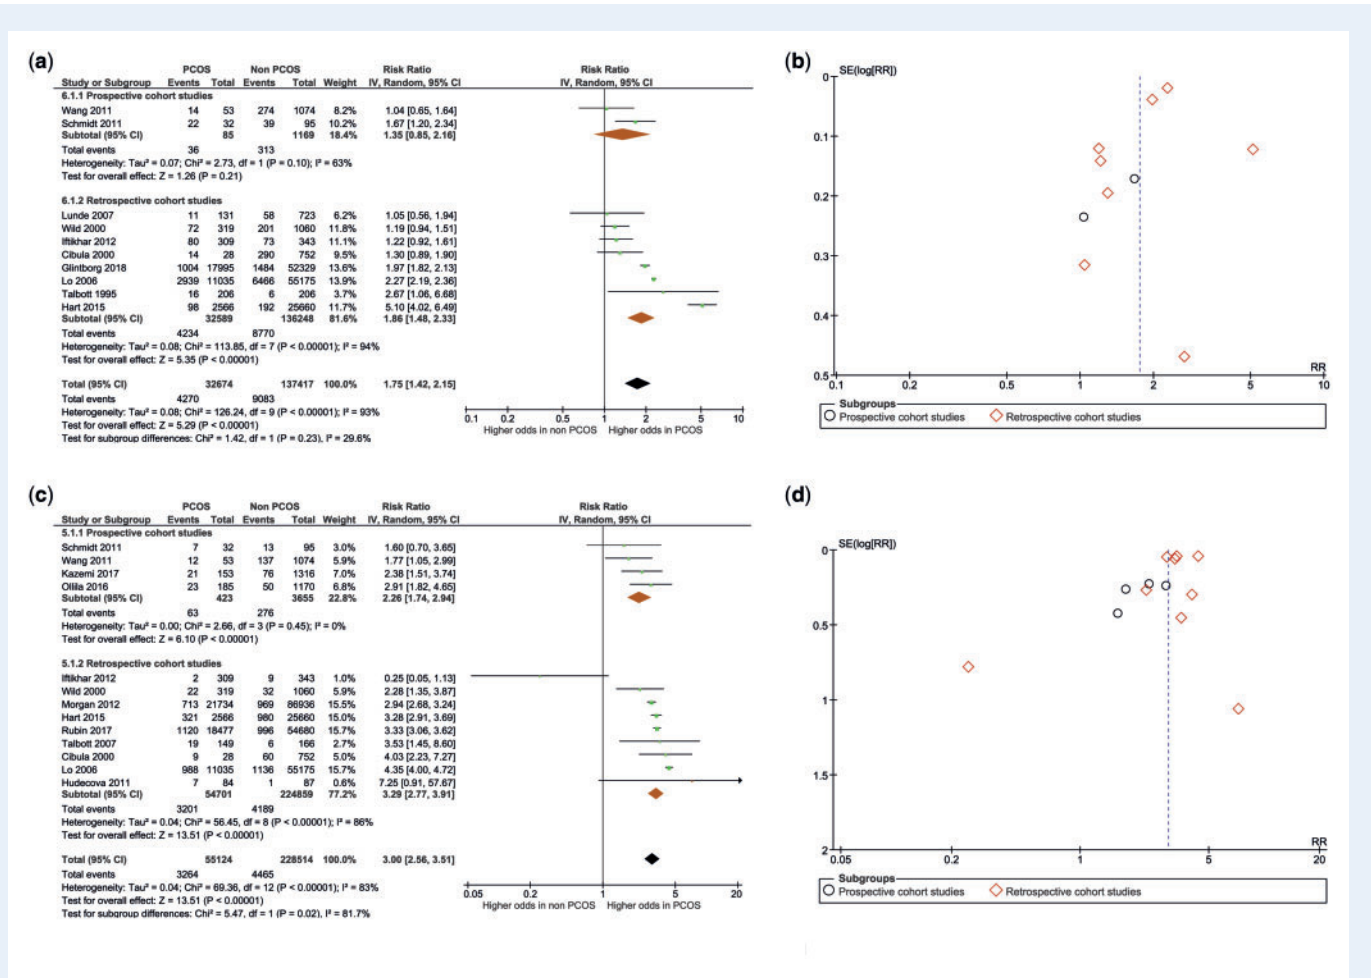 (a)
PCOS Non PCOS Risk Ratio Risk Ratio
Study or Subgroup Events Total Events Total Weight IV, Random, 95% CI IV, Random, 95% CI
6.1.1 Prospective cohort studies
Wang 2011 14 53 274 1074 8.2% 1.04 [0.65, 1.64]
Schmidt 2011 22 32 39 95 10.2% 1.67 [1.20, 2.34]
Subtotal (95% CI) 85 1169 18.4% 1.35 [0.85, 2.16]
Total events 36 313
Heterogeneity: Tau² = 0.07; Chi² = 2.73, df = 1 (P = 0.10); I² = 63%
Test for overall effect: Z = 1.26 (P = 0.21)
6.1.2 Retrospective cohort studies
Lunde 2007 11 131 58 723 6.2% 1.05 [0.56, 1.94]
Wild 2000 72 319 201 1060 11.8% 1.19 [0.94, 1.51]
Iftikhar 2012 80 309 73 343 11.1% 1.22 [0.92, 1.61]
Cibula 2000 14 28 290 752 9.5% 1.30 [0.89, 1.90]
Glintborg 2018 1004 17995 1484 52329 13.6% 1.97 [1.82, 2.13]
Lo 2006 2939 11035 6466 55175 13.9% 2.27 [2.19, 2.36]
Talbott 1995 16 206 6 206 3.7% 2.67 [1.06, 6.68]
Hart 2015 98 2566 192 25660 11.7% 5.10 [4.02, 6.49]
Subtotal (95% CI) 32589 136248 81.6% 1.86 [1.48, 2.33]
Total events 4234 8770
Heterogeneity: Tau² = 0.08; Chi² = 113.85, df = 7 (P < 0.00001); I² = 94%
Test for overall effect: Z = 5.35 (P < 0.00001)
Total (95% CI) 32674 137417 100.0% 1.75 [1.42, 2.15]
Total events 4270 9083
Heterogeneity: Tau² = 0.08; Chi² = 126.24, df = 9 (P < 0.00001); I² = 93%
Test for overall effect: Z = 5.29 (P < 0.00001)
Test for subgroup differences: Chi² = 1.42, df = 1 (P = 0.23), I² = 29.6%
0.1 0.2 0.5 1 2 5 10
Higher odds in non PCOS Higher odds in PCOS
(b)
SE(log[RR])
0
0.1
0.2
0.3
0.4
0.5
RR
0.1 0.2 0.5 1 2 5 10
Subgroups
Prospective cohort studies Retrospective cohort studies
(c)
PCOS Non PCOS Risk Ratio Risk Ratio
Study or Subgroup Events Total Events Total Weight IV, Random, 95% CI IV, Random, 95% CI
5.1.1 Prospective cohort studies
Schmidt 2011 7 32 13 95 3.0% 1.60 [0.70, 3.65]
Wang 2011 12 53 137 1074 5.9% 1.77 [1.05, 2.99]
Kazemi 2017 21 153 76 1316 7.0% 2.38 [1.51, 3.74]
Ollila 2016 23 185 50 1170 6.8% 2.91 [1.82, 4.65]
Subtotal (95% CI) 423 3655 22.8% 2.26 [1.74, 2.94]
Total events 63 276
Heterogeneity: Tau² = 0.00; Chi² = 2.66, df = 3 (P = 0.45); I² = 0%
Test for overall effect: Z = 6.10 (P < 0.00001)
5.1.2 Retrospective cohort studies
Iftikhar 2012 2 309 9 343 1.0% 0.25 [0.05, 1.13]
Wild 2000 22 319 32 1060 5.9% 2.28 [1.35, 3.87]
Morgan 2012 713 21734 969 86936 15.5% 2.94 [2.68, 3.24]
Hart 2015 321 2566 980 25660 15.0% 3.28 [2.91, 3.69]
Rubin 2017 1120 18477 996 54680 15.7% 3.33 [3.06, 3.62]
Talbott 2007 19 149 6 166 2.7% 3.53 [1.45, 8.60]
Cibula 2000 9 28 60 752 5.0% 4.03 [2.23, 7.27]
Lo 2006 988 11035 1136 55175 15.7% 4.35 [4.00, 4.72]
Hudecova 2011 7 84 1 87 0.6% 7.25 [0.91, 57.67]
Subtotal (95% CI) 54701 224859 77.2% 3.29 [2.77, 3.91]
Total events 3201 4189
Heterogeneity: Tau² = 0.04; Chi² = 56.45, df = 8 (P < 0.00001); I² = 86%
Test for overall effect: Z = 13.51 (P < 0.00001)
Total (95% CI) 55124 228514 100.0% 3.00 [2.56, 3.51]
Total events 3264 4465
Heterogeneity: Tau² = 0.04; Chi² = 69.36, df = 12 (P < 0.00001); I² = 83%
Test for overall effect: Z = 13.51 (P < 0.00001)
Test for subgroup differences: Chi² = 5.47, df = 1 (P = 0.02), I² = 81.7%
0.05 0.2 1 5 20
Higher odds in non PCOS Higher odds in PCOS
(d)
SE(log[RR])
0
0.5
1
1.5
2
RR
0.05 0.2 1 5 20
Subgroups
Prospective cohort studies Retrospective cohort studies